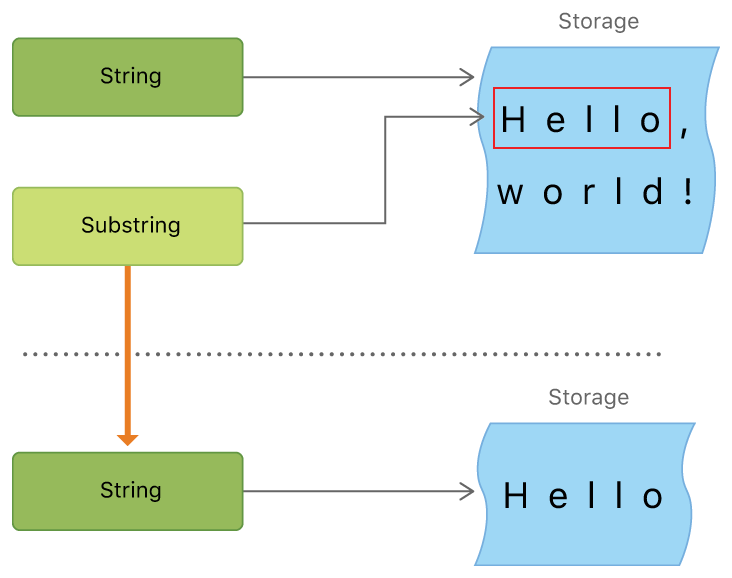 Storage
String
H e l l o ,
w o r l d !
Substring
Storage
String
H e l l o